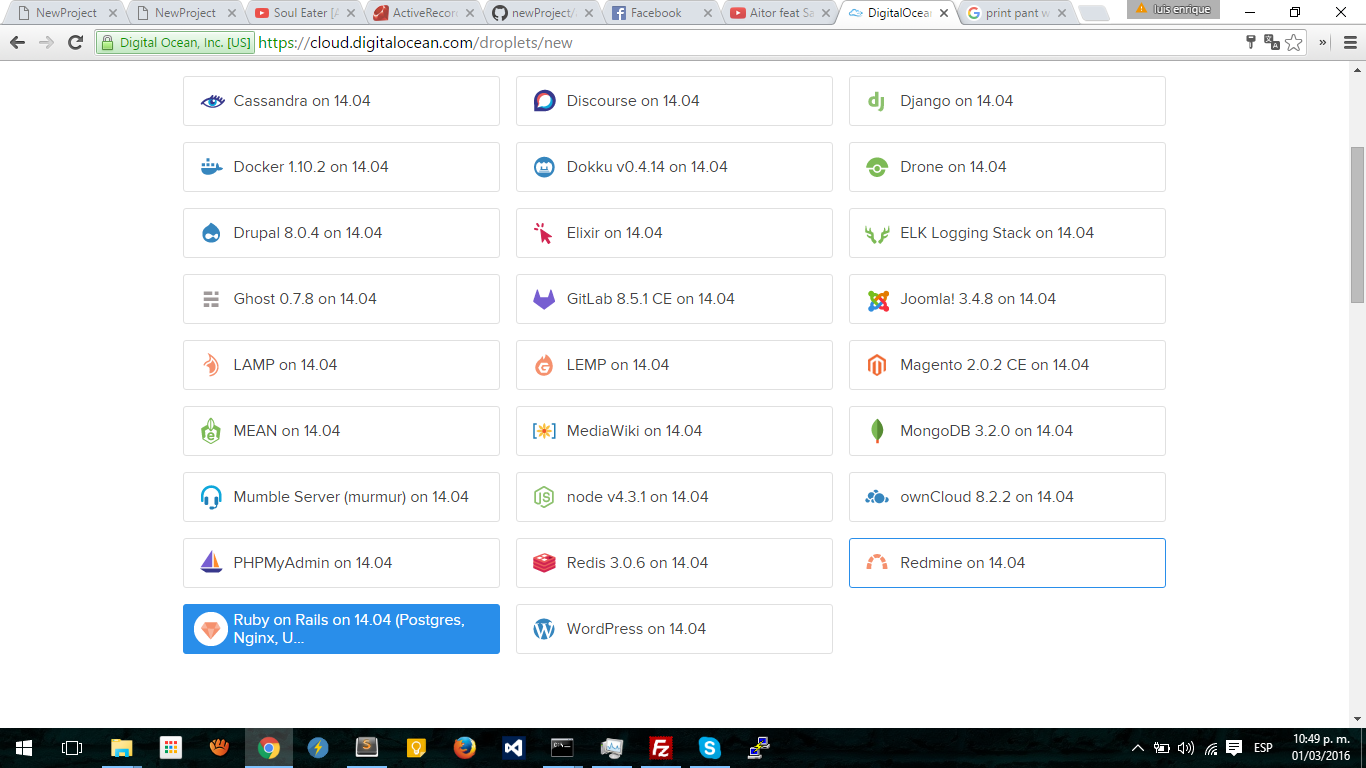 NewProject
NewProject
Soul Eater [A
ActiveRecor
newProject/
Facebook
Aitor feat Sa
DigitalOcean
print pant w
luis enrique
Digital Ocean, Inc. [US]
https://cloud.digitalocean.com/droplets/new
Cassandra on 14.04
Discourse on 14.04
Django on 14.04
Docker 1.10.2 on 14.04
Dokku v0.4.14 on 14.04
Drone on 14.04
Drupal 8.0.4 on 14.04
Elixir on 14.04
ELK Logging Stack on 14.04
Ghost 0.7.8 on 14.04
GitLab 8.5.1 CE on 14.04
Joomla! 3.4.8 on 14.04
LAMP on 14.04
LEMP on 14.04
Magento 2.0.2 CE on 14.04
MEAN on 14.04
MediaWiki on 14.04
MongoDB 3.2.0 on 14.04
Mumble Server (murmur) on 14.04
node v4.3.1 on 14.04
ownCloud 8.2.2 on 14.04
PHPMyAdmin on 14.04
Redis 3.0.6 on 14.04
Redmine on 14.04
Ruby on Rails on 14.04 (Postgres,
Nginx, U...
WordPress on 14.04
ESP
10:49 p. m.
01/03/2016